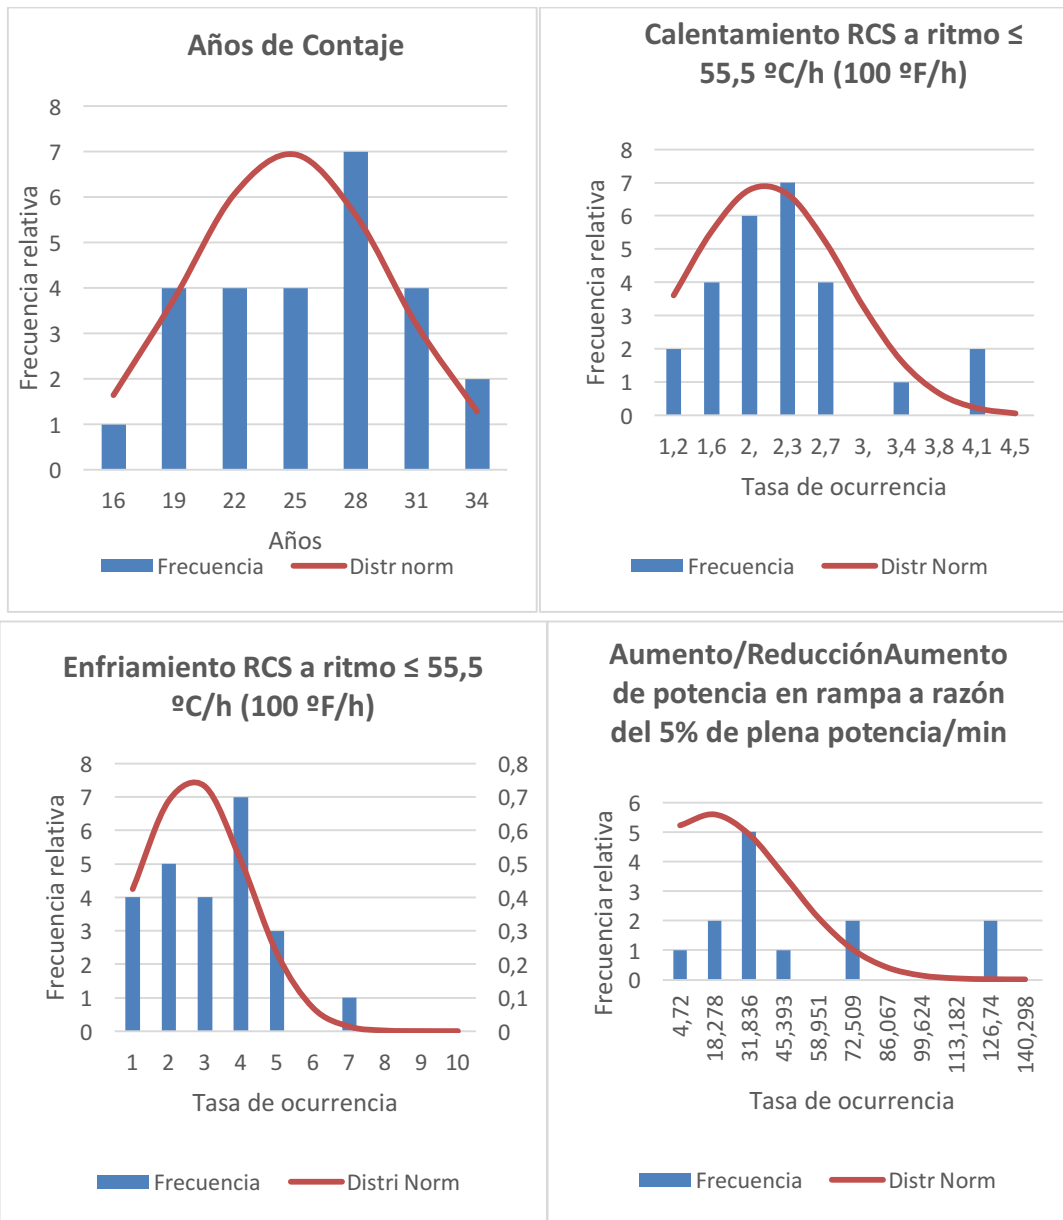 Años de Contaje
8
7
6
5
4
3
2
1
0
Frecuencia relativa
16 19 22 25 28 31 34
Años
Frecuencia Distr norm
Calentamiento RCS a ritmo ≤
55,5 ºC/h (100 ºF/h)
8
7
6
5
4
3
2
1
0
Frecuencia relativa
1,2 1,6 2, 2,3 2,7 3, 3,4 3,8 4,1 4,5
Tasa de ocurrencia
Frecuencia Distr Norm
Enfriamiento RCS a ritmo ≤ 55,5
ºC/h (100 ºF/h)
8 0,8
7 0,7
6 0,6
5 0,5
4 0,4
3 0,3
2 0,2
1 0,1
0 0
Frecuencia relativa
1 2 3 4 5 6 7 8 9 10
Tasa de ocurrencia
Frecuencia Distri Norm
Aumento/ReducciónAumento
de potencia en rampa a razón
del 5% de plena potencia/min
6
5
4
3
2
1
0
Frecuencia relativa
4,72
18,278
31,836
45,393
58,951
72,509
86,067
99,624
113,182
126,74
140,298
Tasa de ocurrencia
Frecuencia Distr Norm